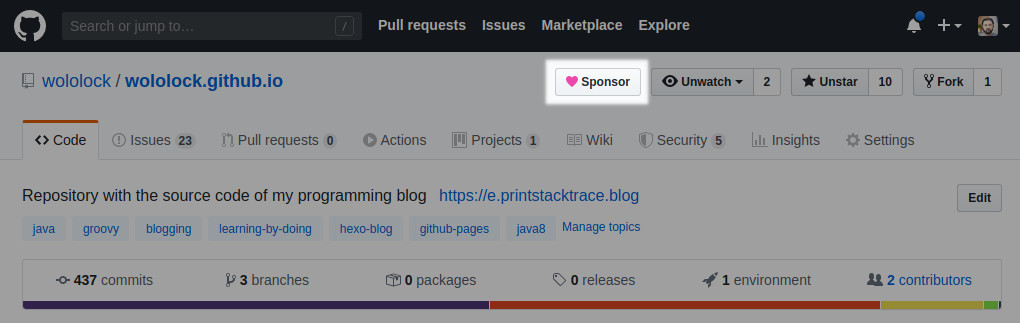 Search or jump to… / Pull requests Issues Marketplace Explore
wololock / wololock.github.io Sponsor Unwatch 2 Unstar 10 Fork 1
Code Issues 23 Pull requests 0 Actions Projects 1 Wiki Security 5 Insights Settings
Repository with the source code of my programming blog https://e.printstacktrace.blog Edit
java groovy blogging learning-by-doing hexo-blog github-pages java8 Manage topics
437 commits 3 branches 0 packages 0 releases 1 environment 2 contributors